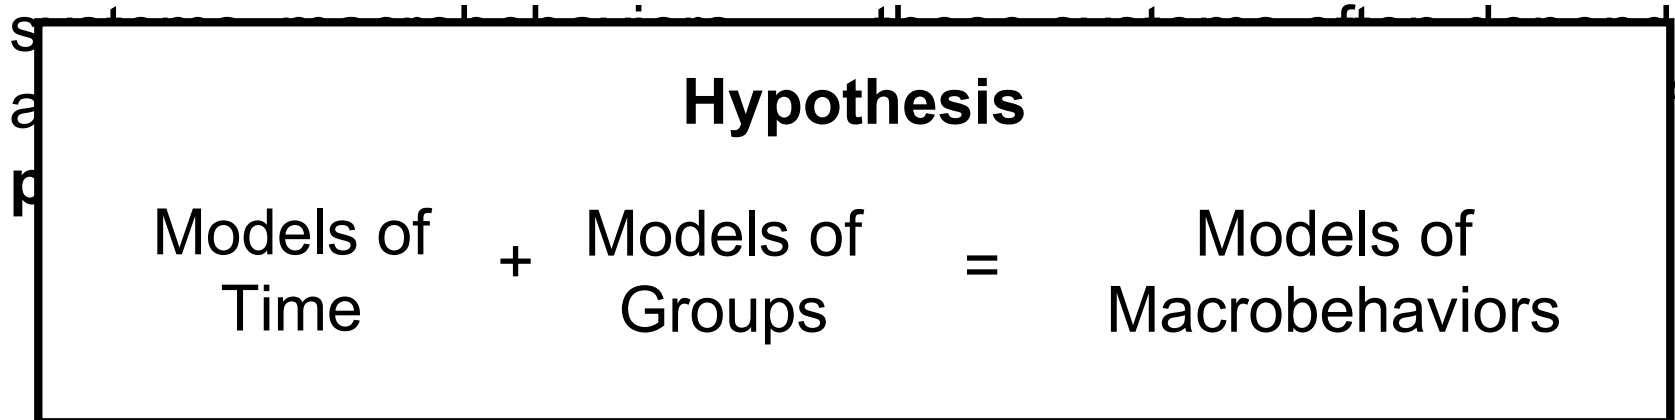 Hypothesis
Models of
Time
+
Models of
Groups
=
Models of
Macrobehaviors